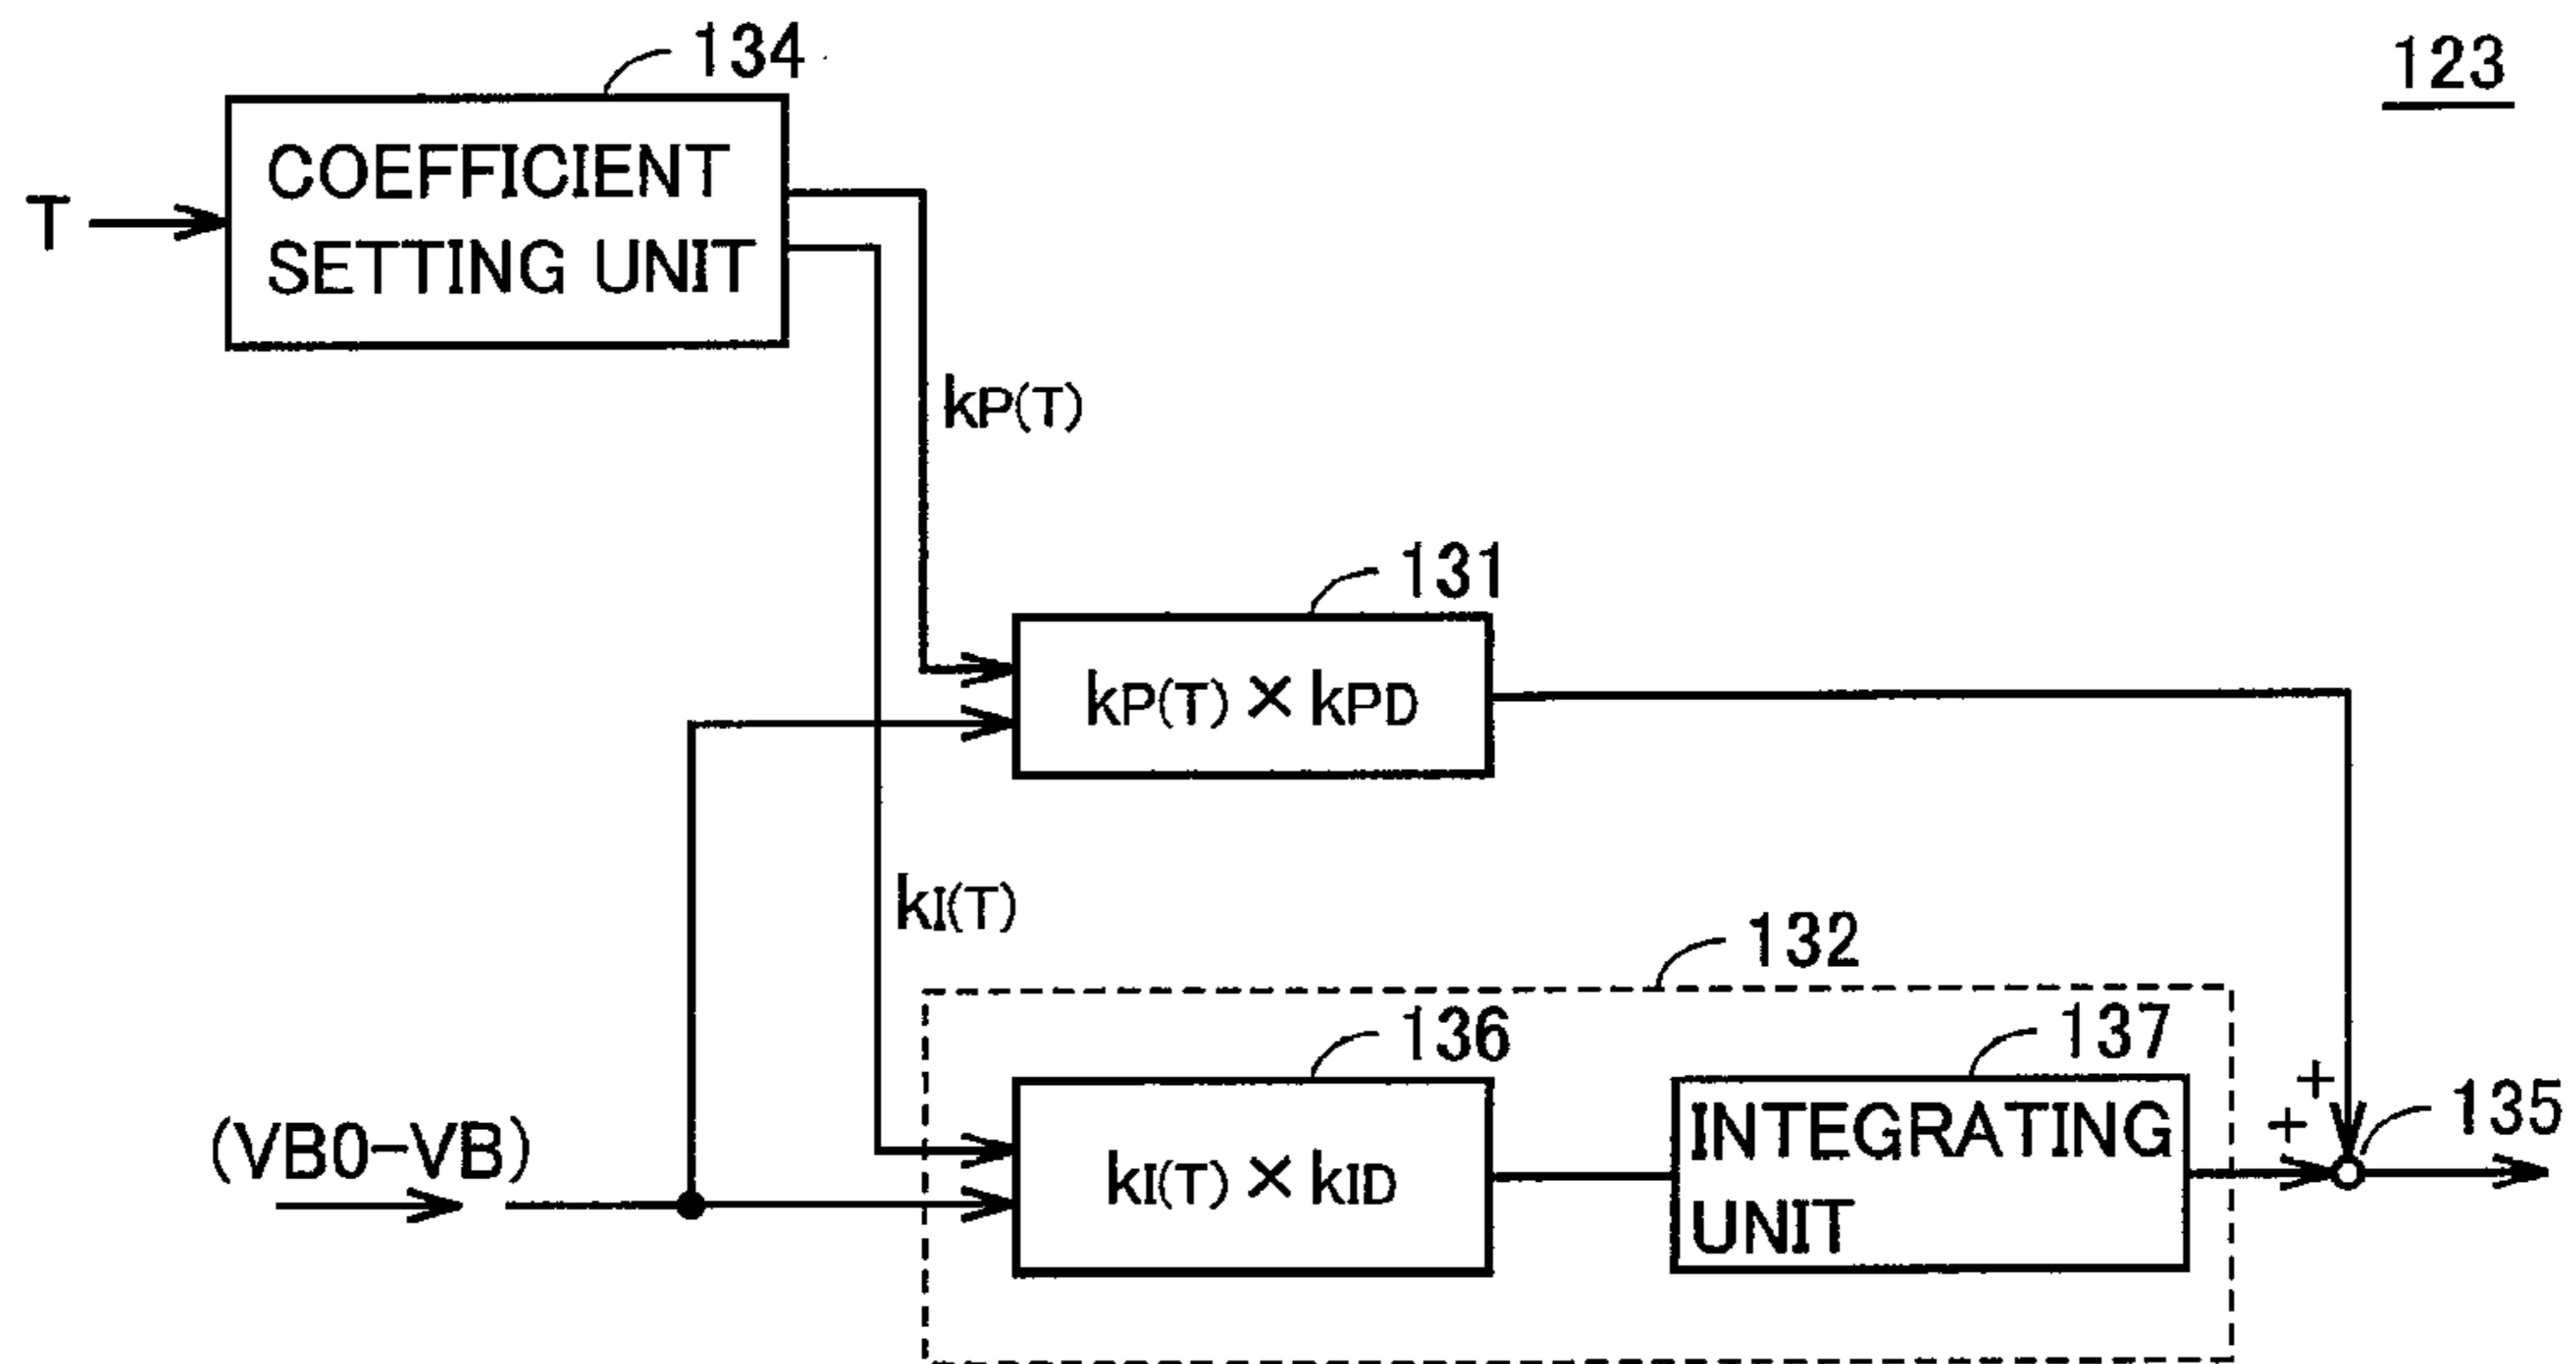 134
123
COEFFICIENT
SETTING UNIT
T
kP(T)
131
kP(T) × kPD
kI(T)
132
136
137
(VB0-VB)
kI(T) × kID
INTEGRATING
UNIT
+
+
135